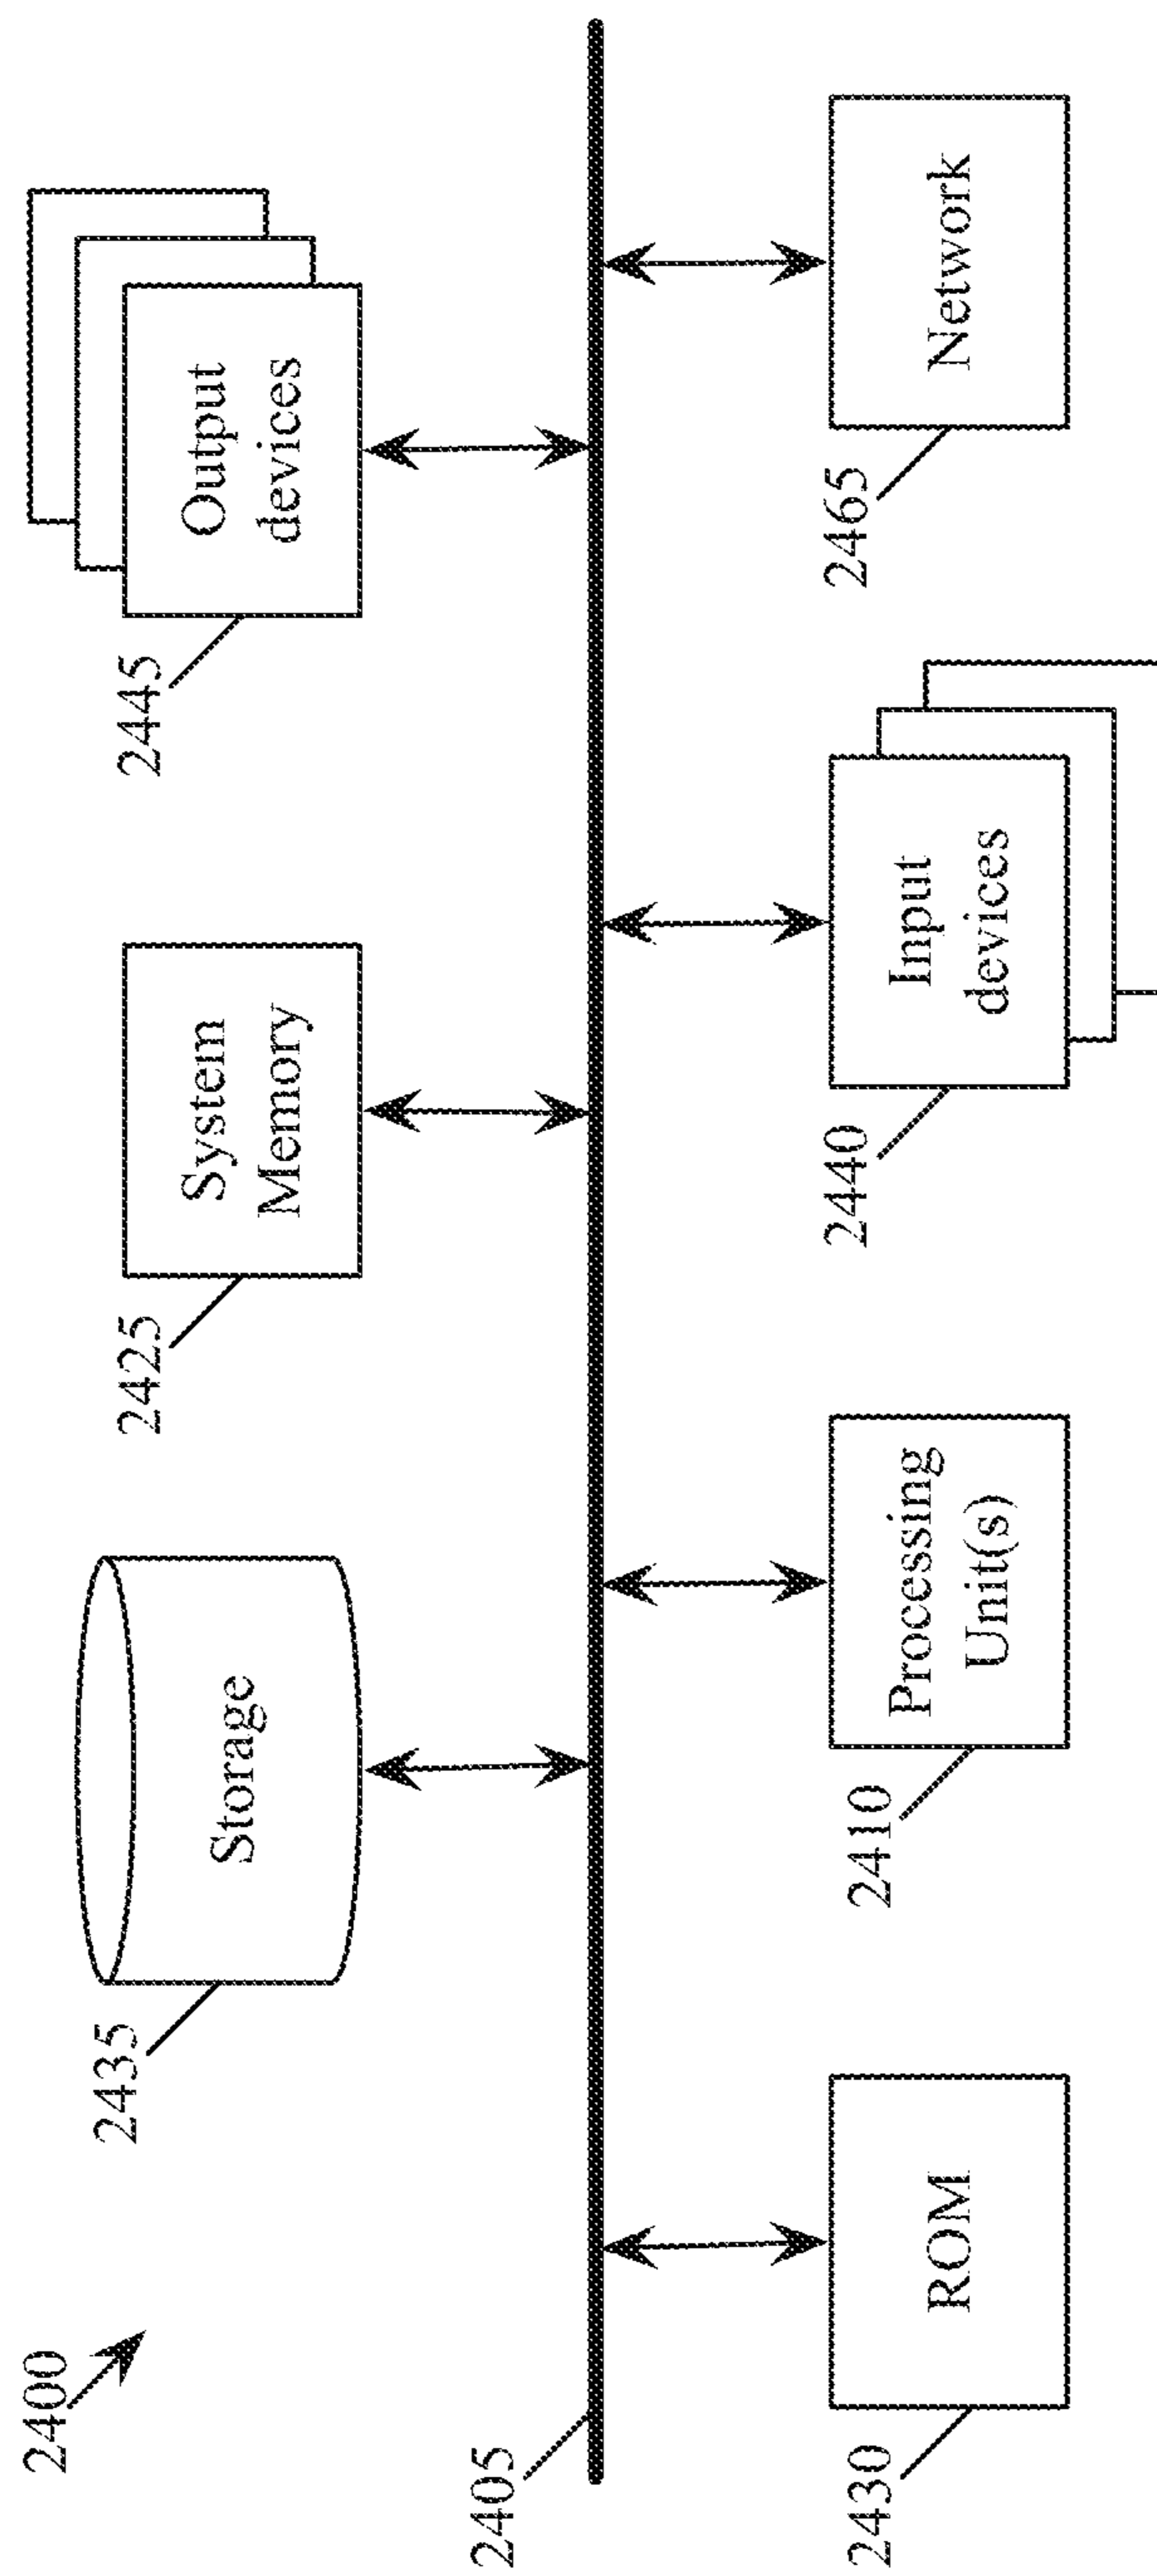 2400
2435
Storage
2425
System
Memory
2445
Output
devices
2405
2430
ROM
2410
Processing
Unit(s)
2440
Input
devices
2465
Network